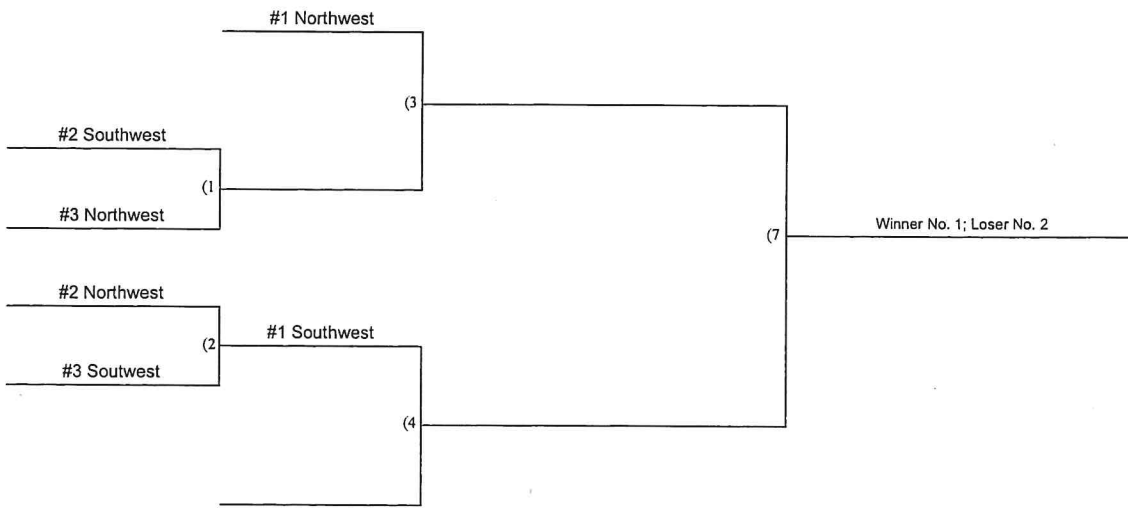 #1 Northwest
(3
#2 Southwest
(1
#3 Northwest
(7
Winner No. 1; Loser No. 2
#2 Northwest
(2
#1 Southwest
#3 Soutwest
(4